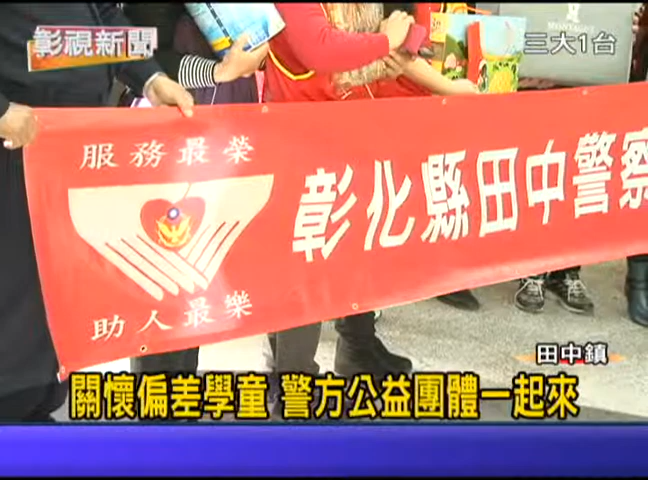 彰視新聞
三大1台
MONTAGUT
服務最榮
彰化縣田中警察
助人最樂
田中鎮
關懷偏差學童 警方公益團體一起來